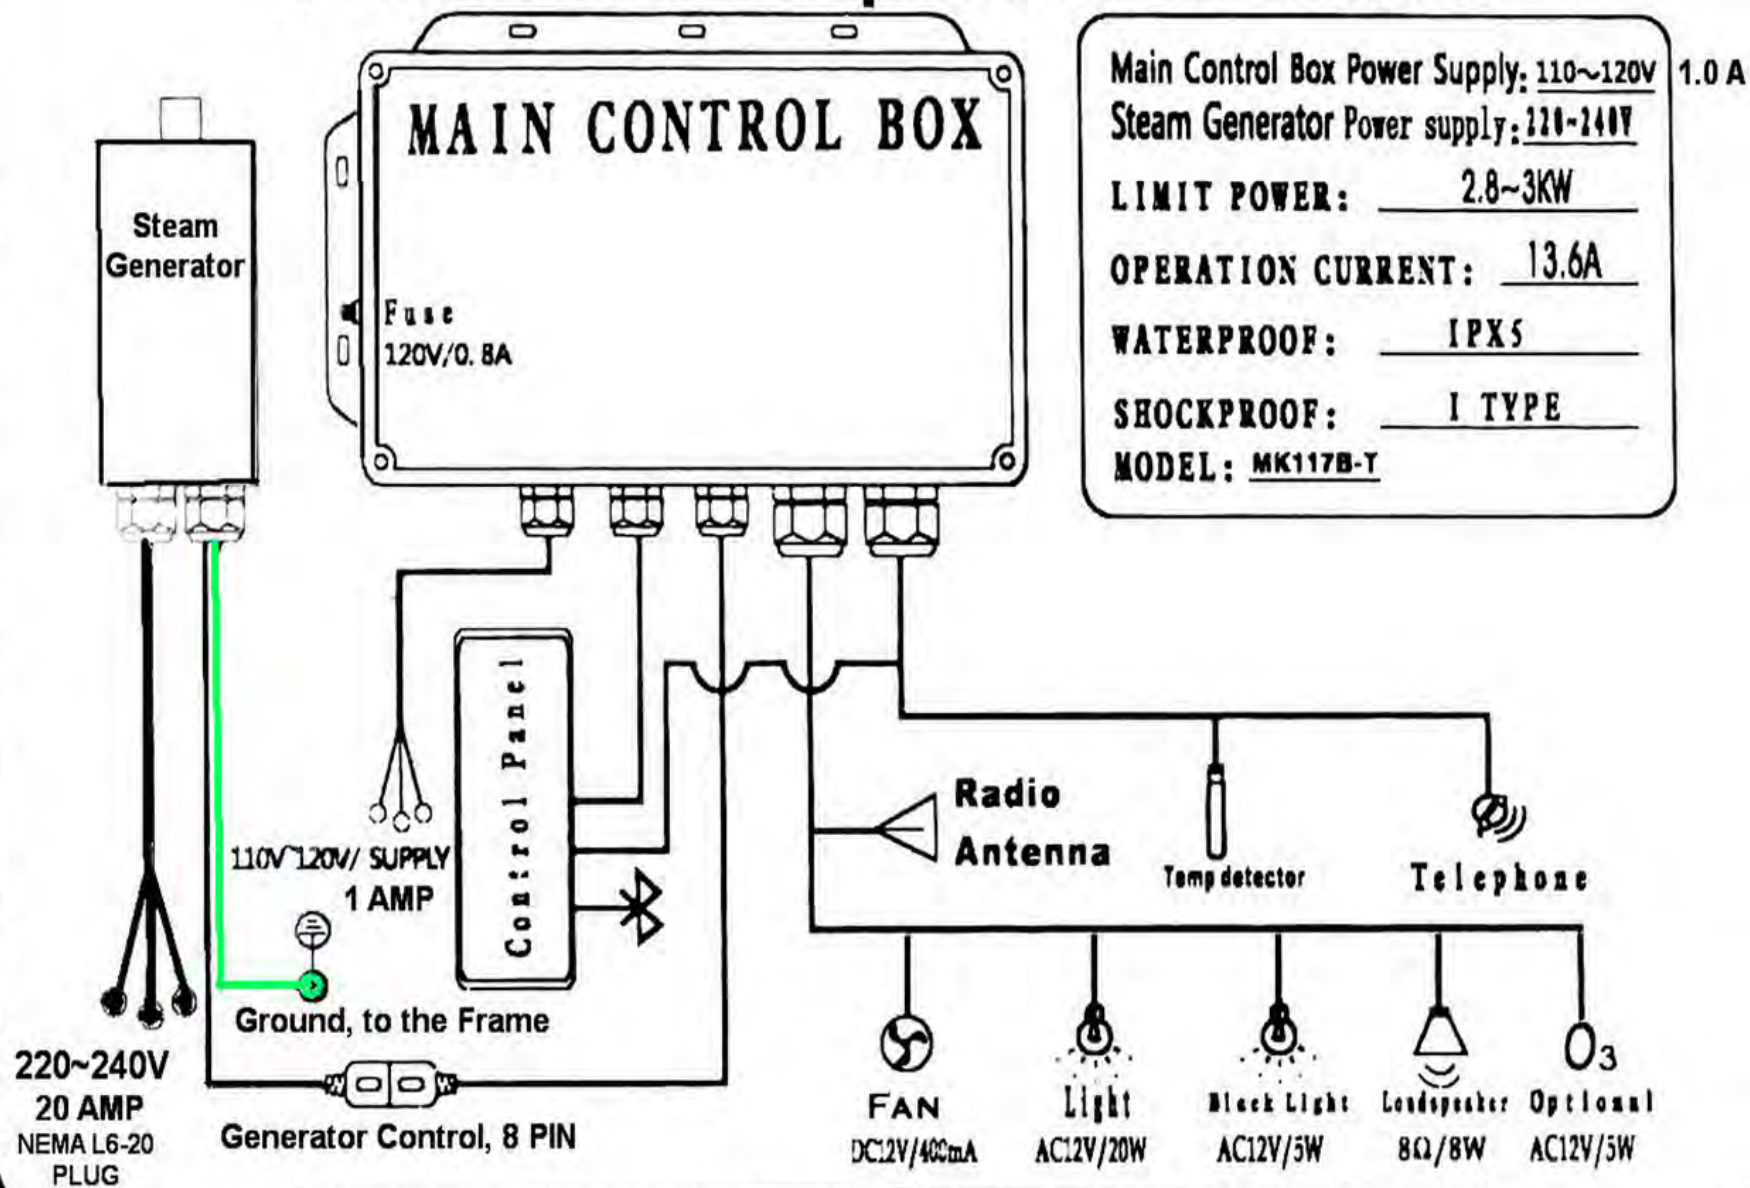 MAIN CONTROL BOX
Steam
Generator
Fuse
120V/0.8A
Main Control Box Power Supply: 110~120V 1.0 A
Steam Generator Power supply: 220-240V
LIMIT POWER: 2.8~3KW
OPERATION CURRENT: 13.6A
WATERPROOF: IPX5
SHOCKPROOF: I TYPE
MODEL: MK117B-T
Control Panel
110V~120V/ SUPPLY
1 AMP
Ground, to the Frame
220~240V
20 AMP
NEMA L6-20
PLUG
Generator Control, 8 PIN
Radio
Antenna
Temp detector
Telephone
FAN
DC12V/400mA
Light
AC12V/20W
Black Light
AC12V/5W
Loudspeaker
8Ω/8W
O3
Optional
AC12V/5W